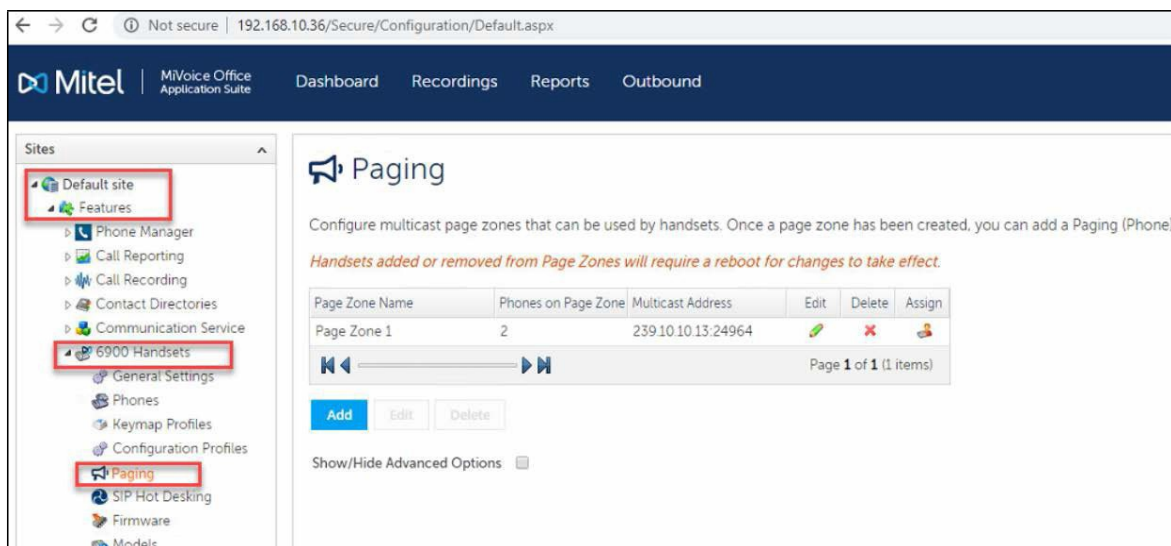 Not secure | 192.168.10.36/Secure/Configuration/Default.aspx
Mitel | MiVoice Office Application Suite Dashboard Recordings Reports Outbound
Sites
Default site
Features
Phone Manager
Call Reporting
Call Recording
Contact Directories
Communication Service
6900 Handsets
General Settings
Phones
Keymap Profiles
Configuration Profiles
Paging
SIP Hot Desking
Firmware
Models
Paging
Configure multicast page zones that can be used by handsets. Once a page zone has been created, you can add a Paging (Phone)
Handsets added or removed from Page Zones will require a reboot for changes to take effect.
Page Zone Name Phones on Page Zone Multicast Address Edit Delete Assign
Page Zone 1 2 239.10.10.13:24964
Page 1 of 1 (1 items)
Add Edit Delete
Show/Hide Advanced Options